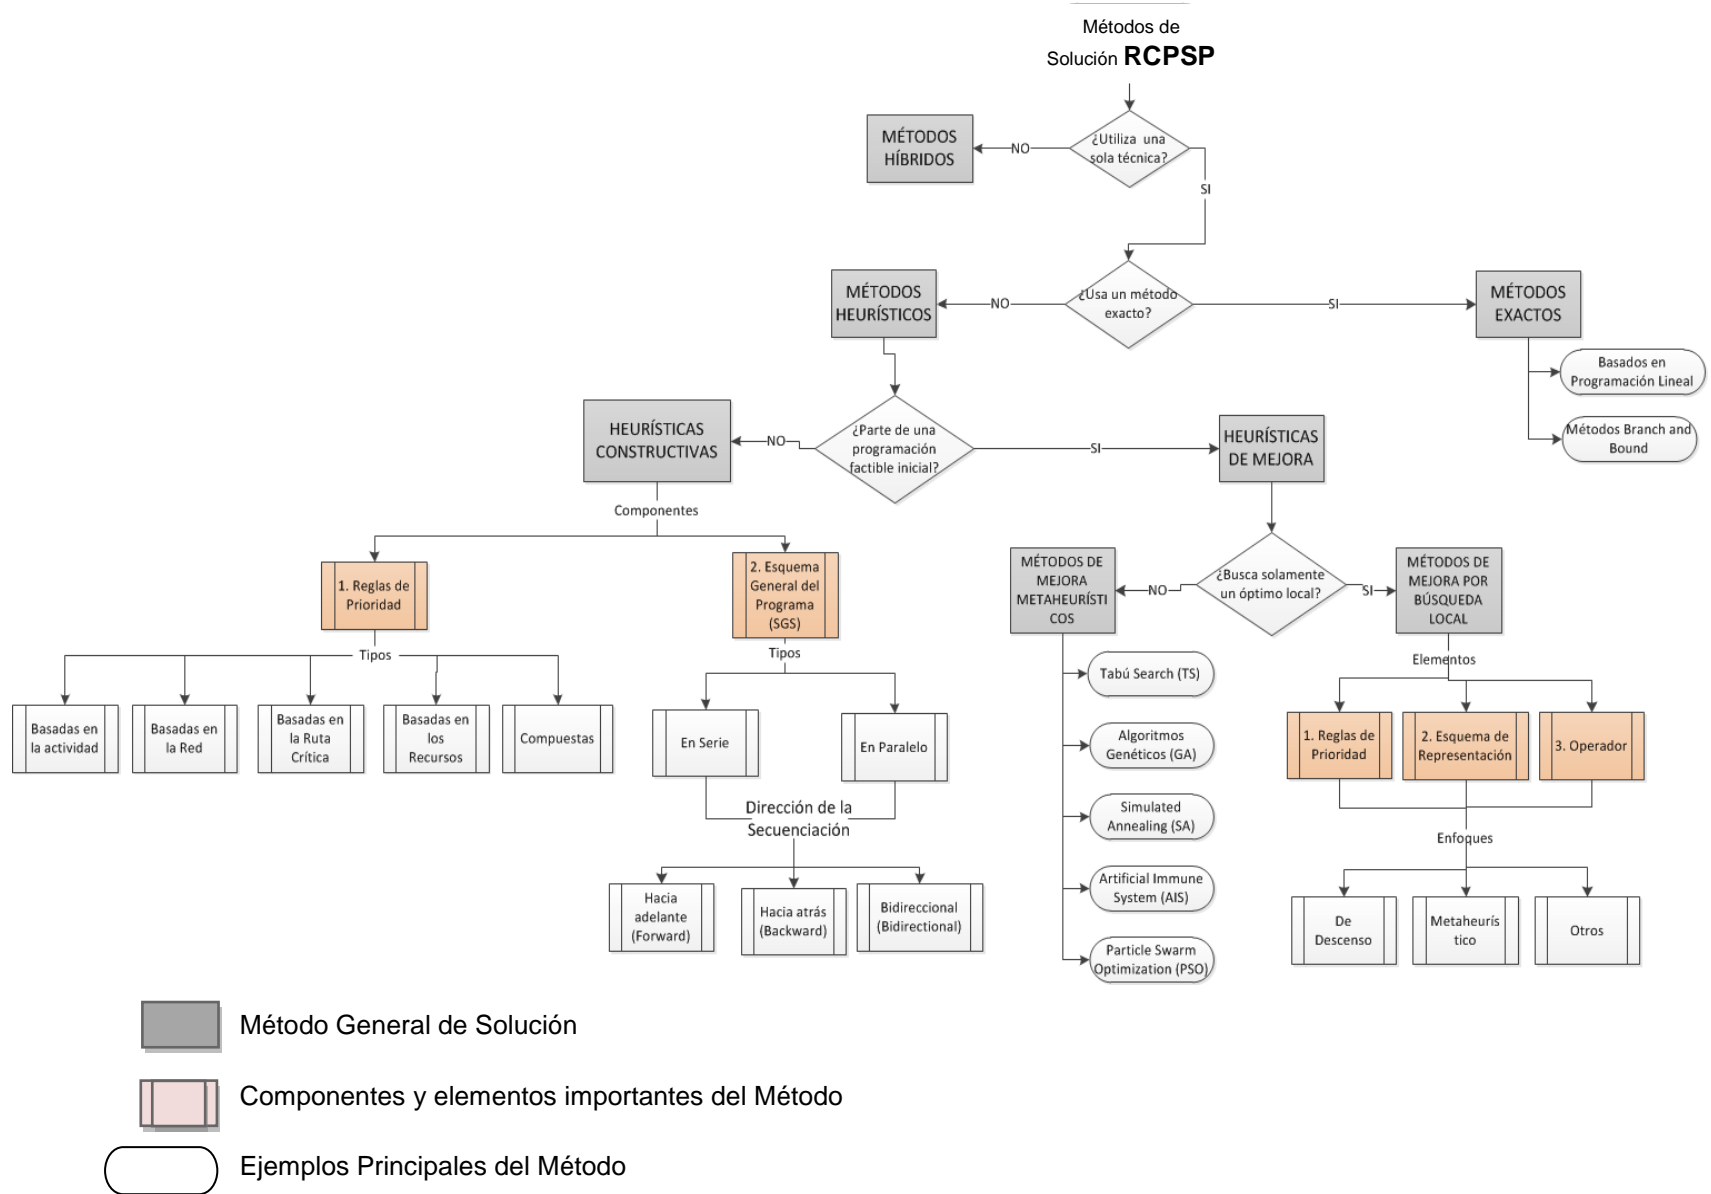 Métodos de
Solución RCPSP
MÉTODOS
HÍBRIDOS
NO
¿Utiliza una
sola técnica?
SI
MÉTODOS
HEURÍSTICOS
NO
¿Usa un método
exacto?
SI
MÉTODOS
EXACTOS
Basados en
Programación Lineal
Métodos Branch and
Bound
HEURÍSTICAS
CONSTRUCTIVAS
NO
¿Parte de una
programación
factible inicial?
SI
HEURÍSTICAS
DE MEJORA
Componentes
1. Reglas de
Prioridad
2. Esquema
General del
Programa
(SGS)
MÉTODOS DE
MEJORA
METAHEURÍSTI
COS
NO
¿Busca solamente
un óptimo local?
SI
MÉTODOS DE
MEJORA POR
BÚSQUEDA
LOCAL
Tipos
Basadas en
la actividad
Basadas en
la Red
Basadas en
la Ruta
Crítica
Basadas en
los
Recursos
Compuestas
Tipos
En Serie
En Paralelo
Dirección de la
Secuenciación
Hacia
adelante
(Forward)
Hacia atrás
(Backward)
Bidireccional
(Bidirectional)
Tabú Search (TS)
Algoritmos
Genéticos (GA)
Simulated
Annealing (SA)
Artificial Immune
System (AIS)
Particle Swarm
Optimization (PSO)
Elementos
1. Reglas de
Prioridad
2. Esquema de
Representación
3. Operador
Enfoques
De
Descenso
Metaheurís
tico
Otros
Método General de Solución
Componentes y elementos importantes del Método
Ejemplos Principales del Método